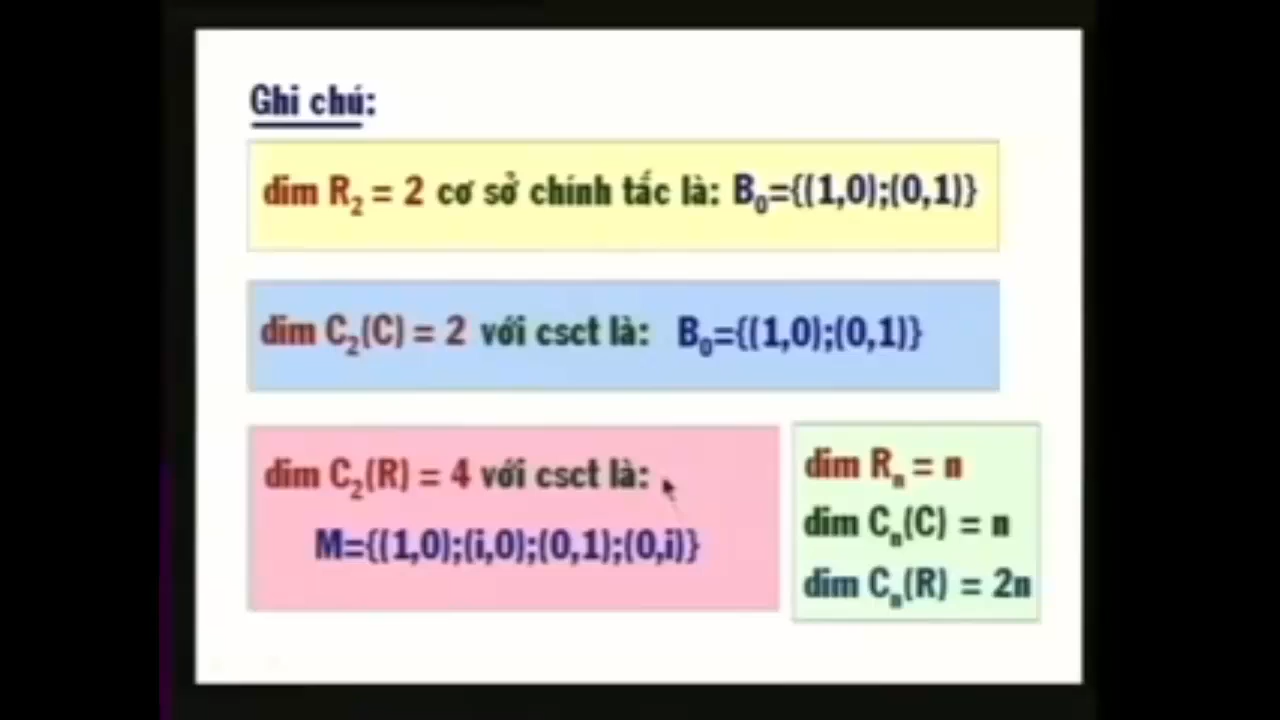 Ghi chú:
dim R₂ = 2 cơ sở chính tắc là: B₀={(1,0);(0,1)}
dim C₂(C) = 2 với csct là: B₀={(1,0);(0,1)}
dim C₂(R) = 4 với csct là:
M={(1,0);(i,0);(0,1);(0,i)}
dim Rₙ = n
dim Cₙ(C) = n
dim Cₙ(R) = 2n